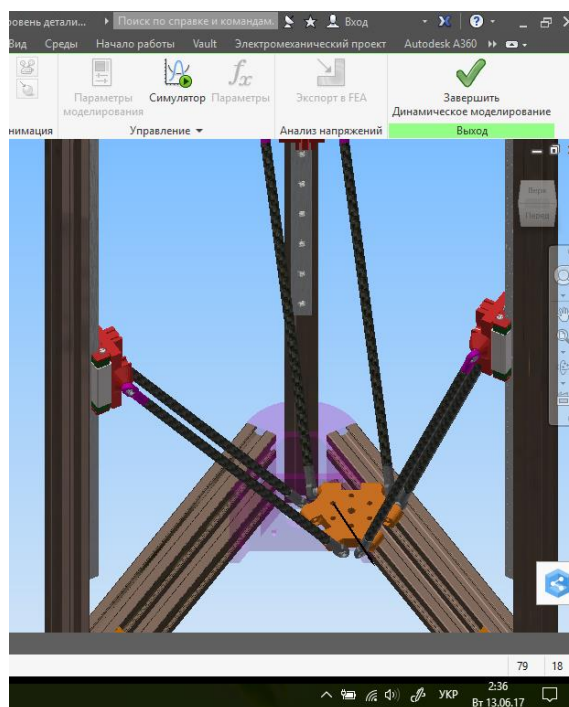 ровень детали...
Поиск по справке и командам.
Вход
Вид Среды Начало работы Vault Электромеханический проект Autodesk A360
Параметры моделирования
Симулятор
Параметры
Экспорт в FEA
Завершить
Динамическое моделирование
нимация
Управление
Анализ напряжений
Выход
Верх
Перед
79 18
УКР
2:36
Вт 13.06.17